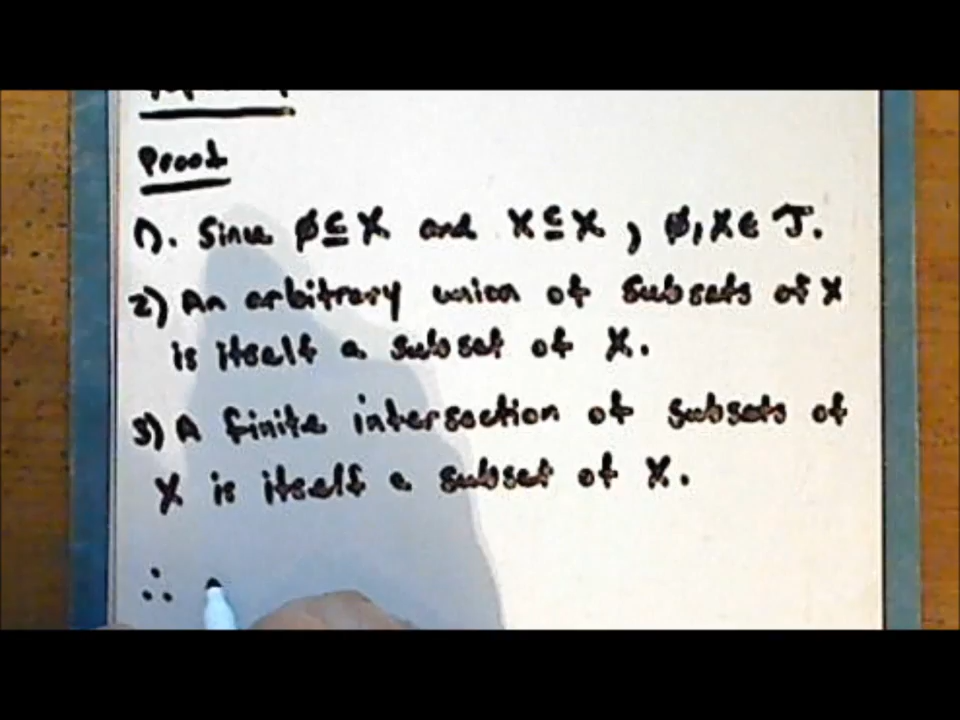 Proof
1). Since ϕ ⊆ X and X ⊆ X, ϕ, X ∈ J.
2) An arbitrary union of subsets of X
is itself a subset of X.
3) A finite intersection of subsets of
X is itself a subset of X.
∴